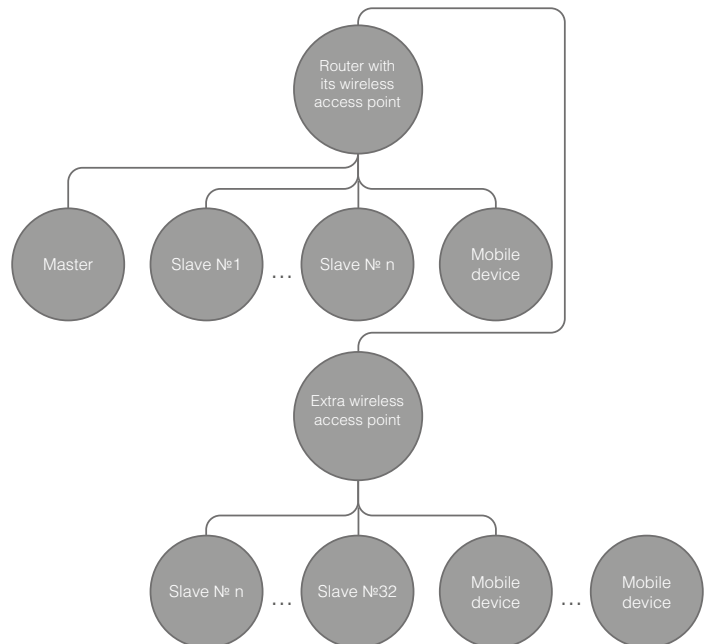 Router with
its wireless
access point
Master
Slave №1
...
Slave № n
Mobile
device
Extra wireless
access point
Slave № n
...
Slave №32
Mobile
device
...
Mobile
device